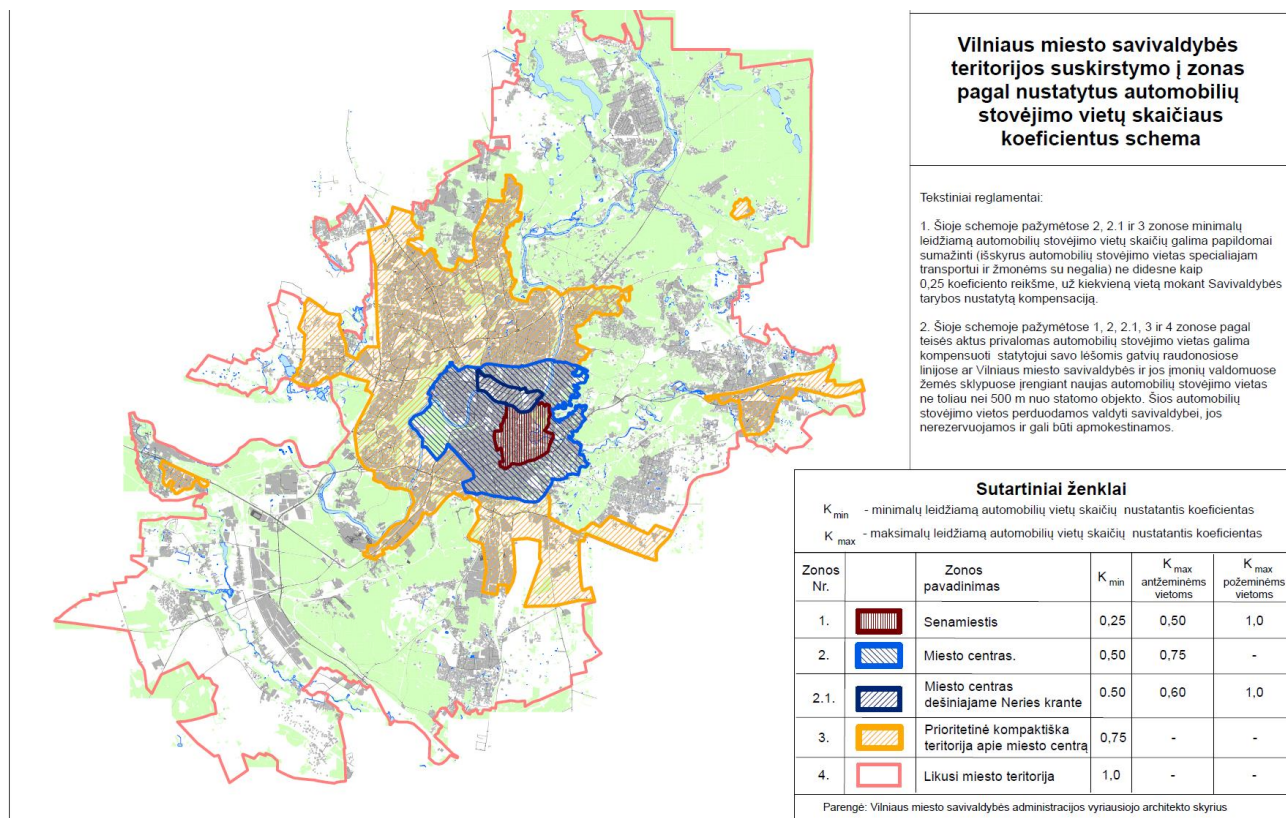 Vilniaus miesto savivaldybės
teritorijos suskirstymo į zonas
pagal nustatytus automobilių
stovėjimo vietų skaičiaus
koeficientus schema
Tekstiniai reglamentai:
1. Šioje schemoje pažymėtose 2, 2.1 ir 3 zonose minimalų
leidžiamą automobilių stovėjimo vietų skaičių galima papildomai
sumažinti (išskyrus automobilių stovėjimo vietas specialiajam
transportui ir žmonėms su negalia) ne didesne kaip
0,25 koeficiento reikšme, už kiekvieną vietą mokant Savivaldybės
tarybos nustatytą kompensaciją.
2. Šioje schemoje pažymėtose 1, 2, 2.1, 3 ir 4 zonose pagal
teisės aktus privalomas automobilių stovėjimo vietas galima
kompensuoti statytojui savo lėšomis gatvių raudonosiose
linijose ar Vilniaus miesto savivaldybės ir jos įmonių valdomuose
žemės sklypuose įrengiant naujas automobilių stovėjimo vietas
ne toliau nei 500 m nuo statomo objekto. Šios automobilių
stovėjimo vietos perduodamos valdyti savivaldybei, jos
nerezervuojamos ir gali būti apmokestinamos.
Sutartiniai ženklai
K min - minimalų leidžiamą automobilių vietų skaičių nustatantis koeficientas
K max - maksimalų leidžiamą automobilių vietų skaičių nustatantis koeficientas
Zonos Nr. Zonos pavadinimas K min K max antžeminėms vietoms K max požeminėms vietoms
1. Senamiestis 0,25 0,50 1,0
2. Miesto centras. 0,50 0,75 -
2.1. Miesto centras dešiniajame Neries krante 0.50 0,60 1,0
3. Prioritetinė kompaktiška teritorija apie miesto centrą 0,75 - -
4. Likusi miesto teritorija 1,0 - -
Parengė: Vilniaus miesto savivaldybės administracijos vyriausiojo architekto skyrius